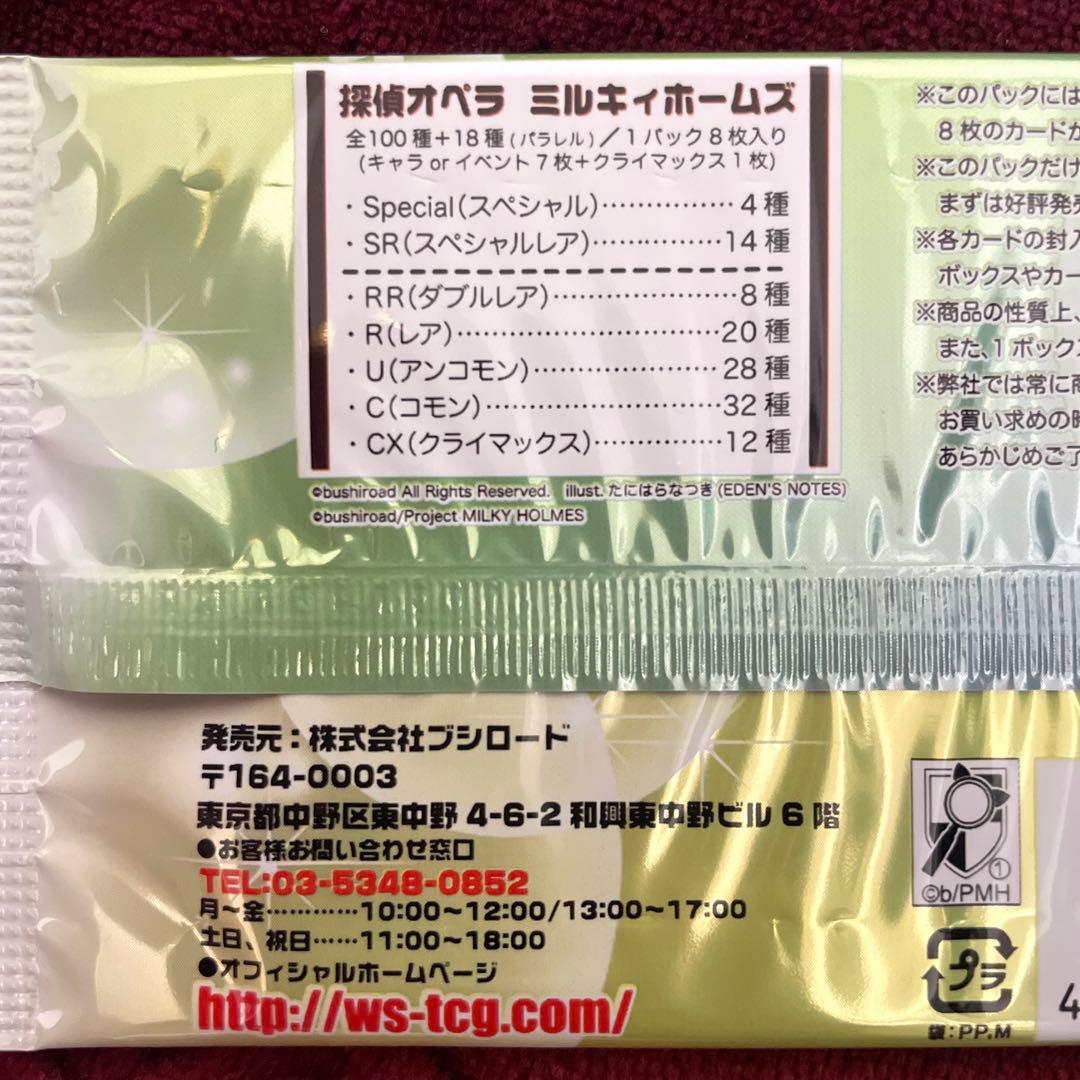 探偵オペラ ミルキィホームズ
全100種+18種(パラレル)/1パック8枚入り
(キャラ or イベント7枚+クライマックス1枚)
・Special(スペシャル)……………4種
・SR(スペシャルレア)……………14種
・RR(ダブルレア)…………………8種
・R(レア)…………………………20種
・U(アンコモン)…………………28種
・C(コモン)………………………32種
・CX(クライマックス)……………12種
©bushiroad All Rights Reserved. illust.たにはらなつき(EDEN'S NOTES)
©bushiroad/Project MILKY HOLMES
※このパックには
8枚のカードが
※このパックだけ
まずは好評発売
※各カードの封入
ボックスやカー
※商品の性質上、
また、1ボック
※弊社では常に商
お買い求めの時
あらかじめご了
発売元:株式会社ブシロード
〒164-0003
東京都中野区東中野4-6-2和興東中野ビル6階
●お客様お問い合わせ窓口
TEL:03-5348-0852
月~金…………10:00~12:00/13:00~17:00
土日、祝日……11:00~18:00
●オフィシャルホームページ
http://ws-tcg.com/
①
©b/PMH
プラ
袋:PP,M
4